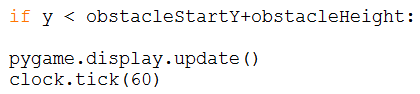 if y < obstacleStartY+obstacleHeight:
pygame.display.update()
clock.tick(60)